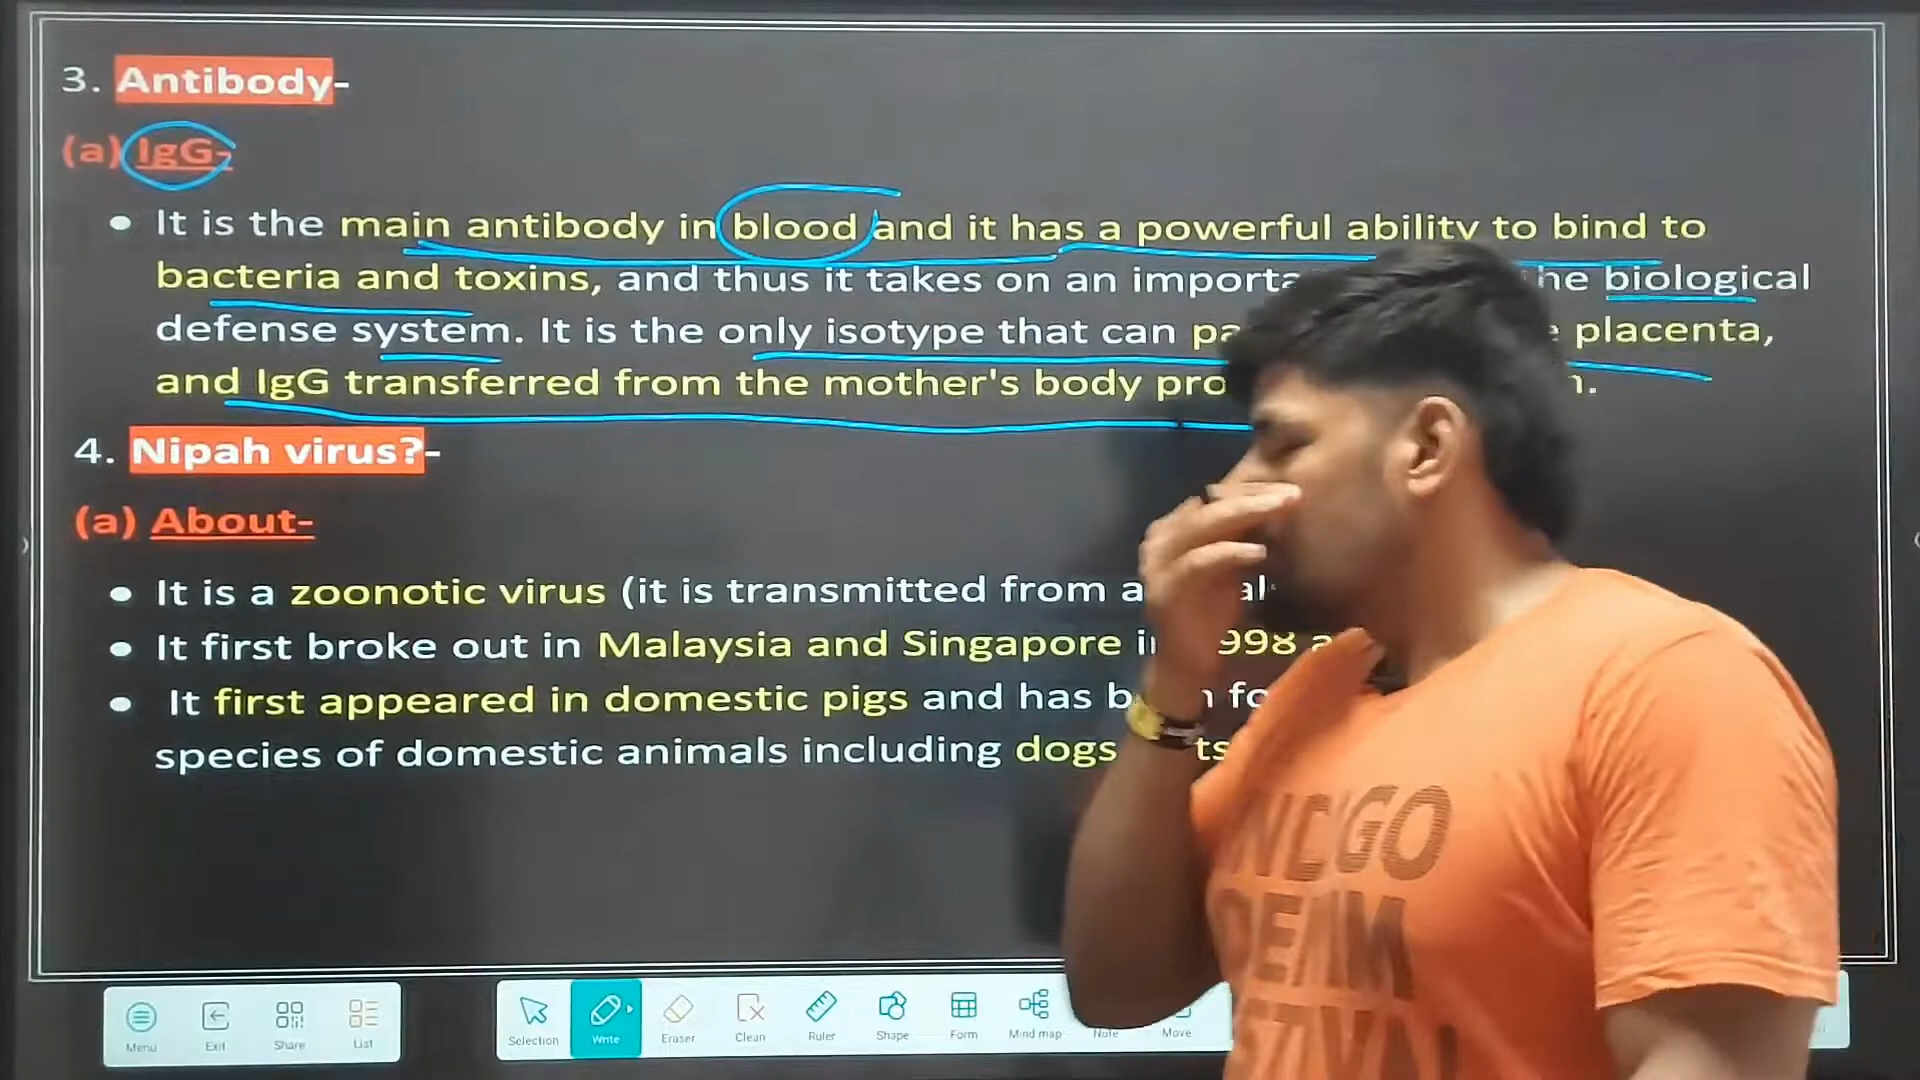 3. Antibody-
(a) IgG-
• It is the main antibody in blood and it has a powerful ability to bind to
bacteria and toxins, and thus it takes on an he biological
defense system. It is the only isotype that can placenta,
and IgG transferred from the mother's body
4. Nipah virus?-
(a) About-
• It is a zoonotic virus (it is transmitted from
• It first broke out in Malaysia and Singapore 998
• It first appeared in domestic pigs and has
species of domestic animals including dogs
Menu Exit Share List Selection Write Eraser Clean Ruler Shape Form Mind map Note Move